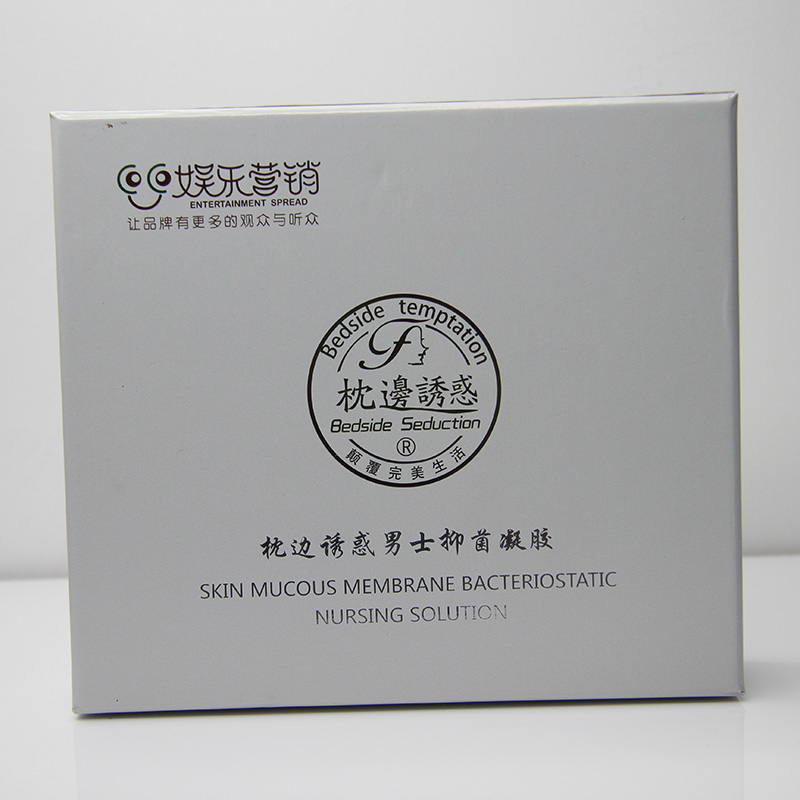 娱乐营销
ENTERTAINMENT SPREAD
让品牌有更多的观众与听众
Bedside temptation
枕邊誘惑
Bedside Seduction
®
颠覆完美生活
枕边诱惑男士抑菌凝胶
SKIN MUCOUS MEMBRANE BACTERIOSTATIC
NURSING SOLUTION